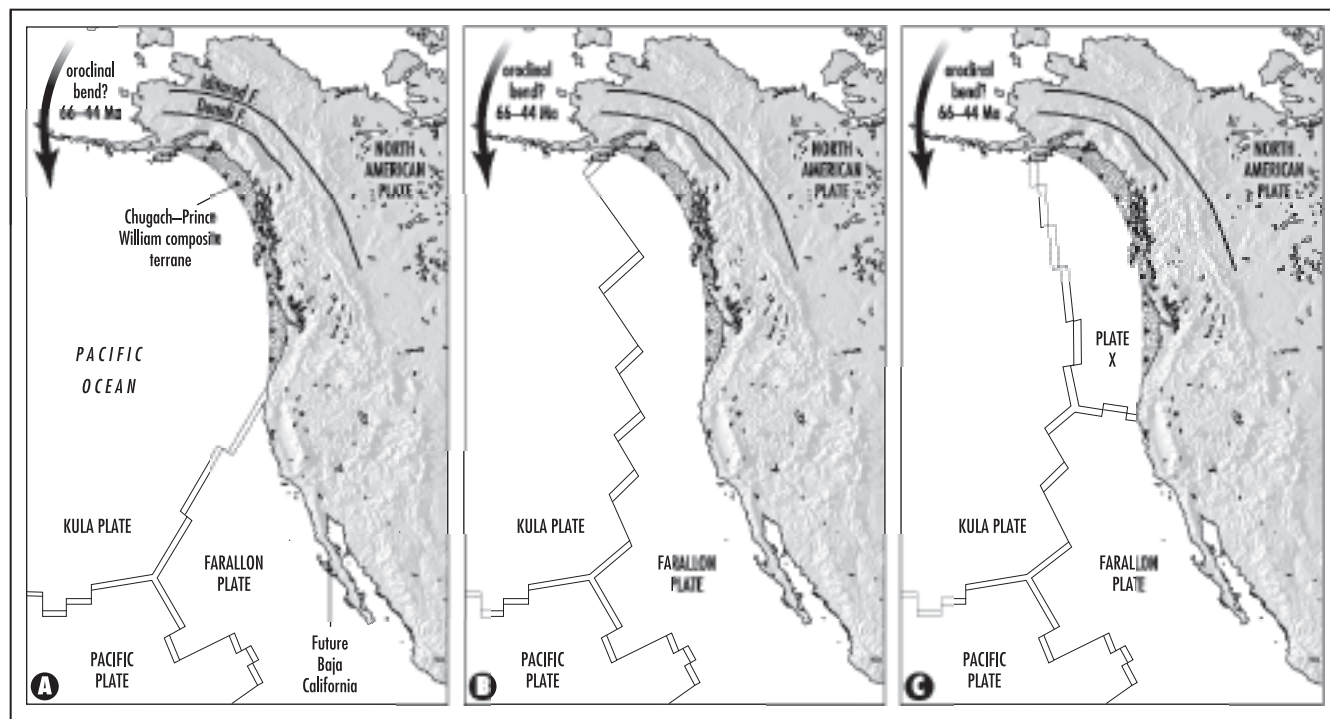 oroclinal
bend?
66–44 Ma
Iditarod F.
Denali F.
NORTH
AMERICAN
PLATE
Chugach–Prince
William composite
terrane
PACIFIC
OCEAN
KULA PLATE
FARALLON
PLATE
PACIFIC
PLATE
Future
Baja
California
A
oroclinal
bend?
66–44 Ma
NORTH
AMERICAN
PLATE
KULA PLATE
FARALLON
PLATE
PACIFIC
PLATE
B
oroclinal
bend?
66–44 Ma
NORTH
AMERICAN
PLATE
PLATE
X
KULA PLATE
FARALLON
PLATE
PACIFIC
PLATE
C